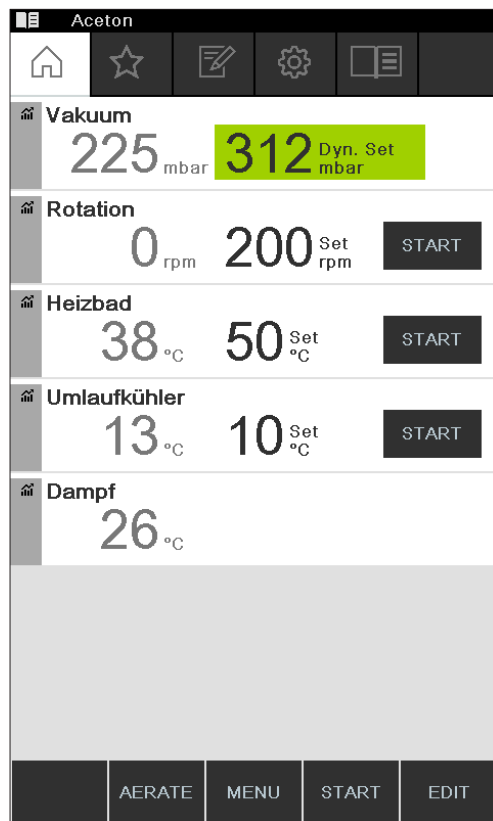 Aceton
Vakuum
225 mbar 312 Dyn. Set mbar
Rotation
0 rpm 200 Set rpm START
Heizbad
38 °C 50 Set °C START
Umlaufkühler
13 °C 10 Set °C START
Dampf
26 °C
AERATE MENU START EDIT